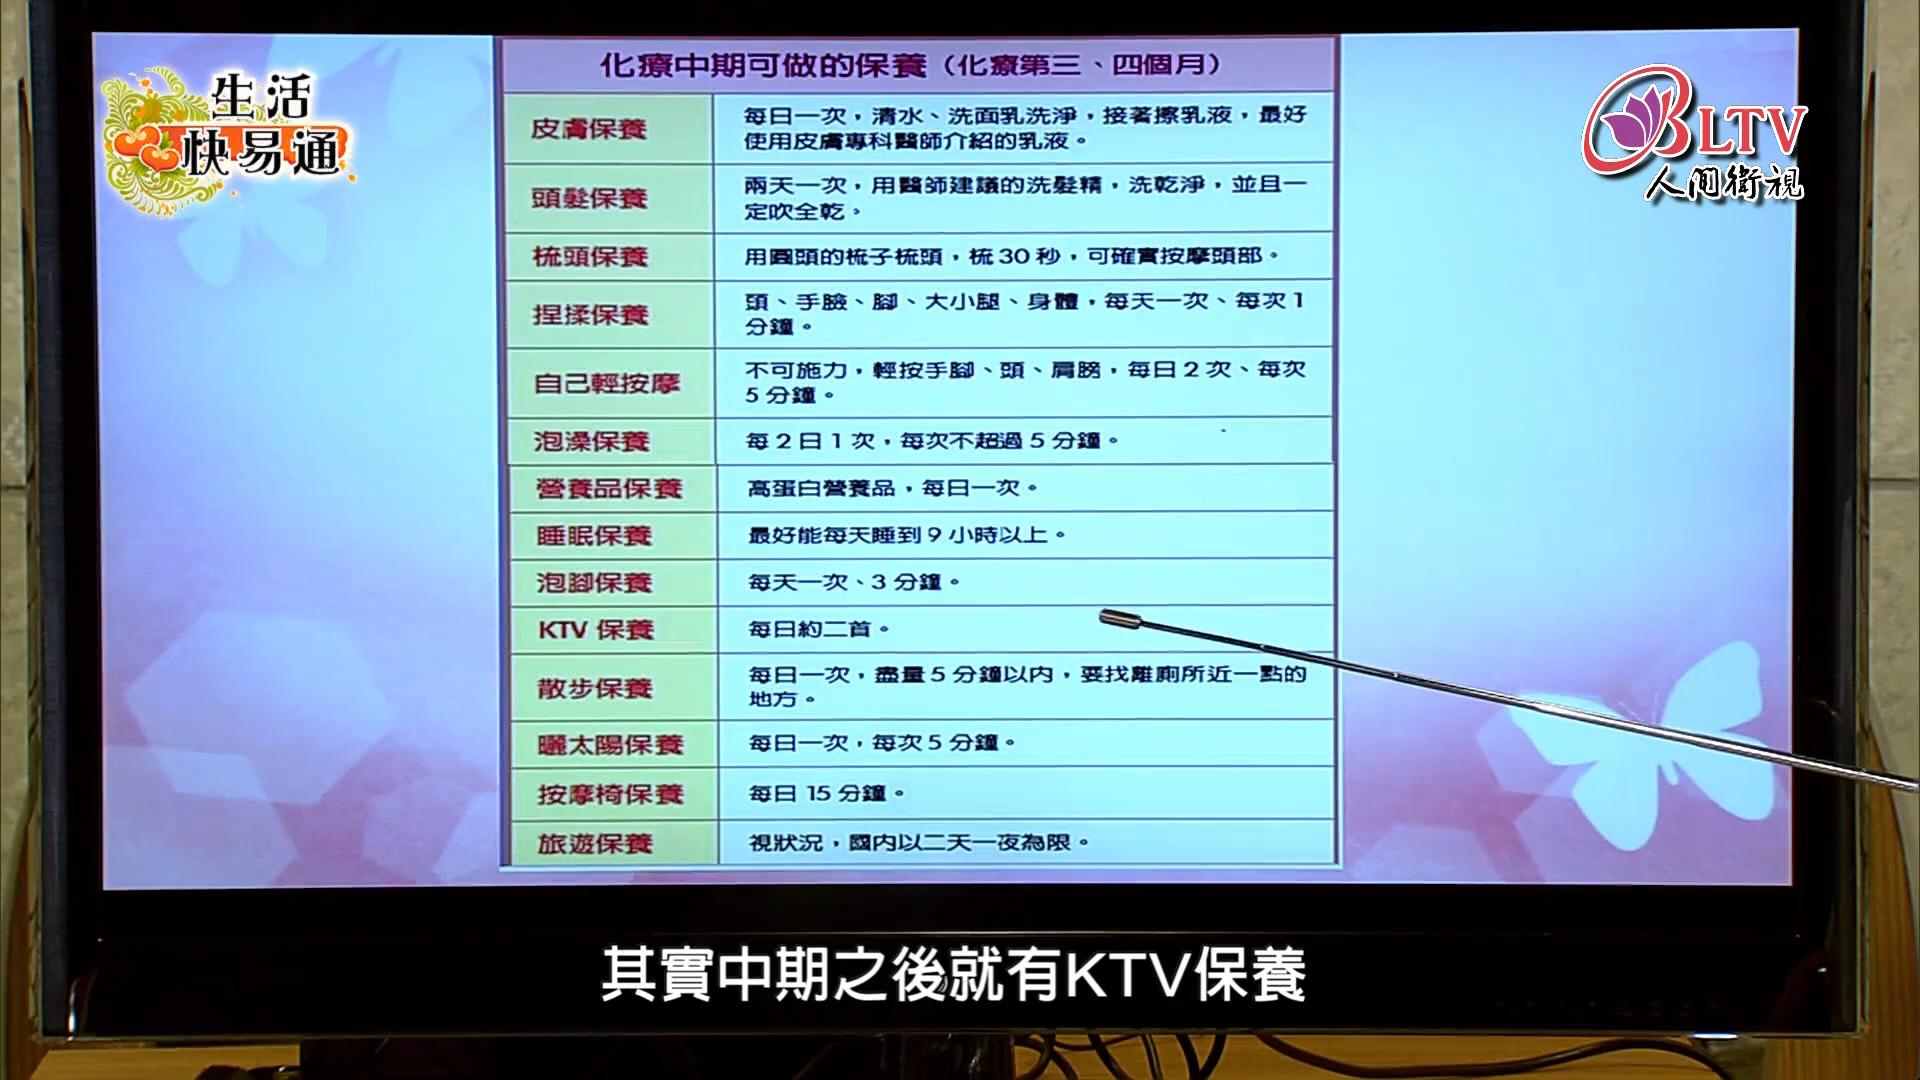 生活
快易通
BLTV
人間衛視
化療中期可做的保養（化療第三、四個月）
皮膚保養
每日一次，清水、洗面乳洗淨，接著擦乳液，最好
使用皮膚專科醫師介紹的乳液。
頭髮保養
兩天一次，用醫師建議的洗髮精，洗乾淨，並且一
定吹全乾。
梳頭保養
用圓頭的梳子梳頭，梳30秒，可確實按摩頭部。
捏揉保養
頭、手臉、腳、大小腿、身體，每天一次、每次1
分鐘。
自己輕按摩
不可施力，輕按手腳、頭、肩膀，每日2次、每次
5分鐘。
泡澡保養
每2日1次，每次不超過5分鐘。
營養品保養
高蛋白營養品，每日一次。
睡眠保養
最好能每天睡到9小時以上。
泡腳保養
每天一次、3分鐘。
KTV 保養
每日約二首。
散步保養
每日一次，盡量5分鐘以內，要找離廁所近一點的
地方。
曬太陽保養
每日一次，每次5分鐘。
按摩椅保養
每日15分鐘。
旅遊保養
視狀況，國內以二天一夜為限。
其實中期之後就有KTV保養